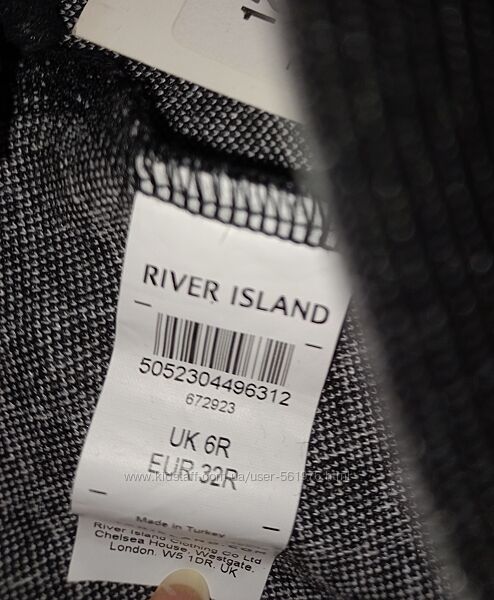 RIVER ISLAND
5052304496312
672923
UK 6R
EUR 32R
Made in Turkey
River Island Clothing Co Ltd
Chelsea House, Westgate,
London. W5 1DR. UK